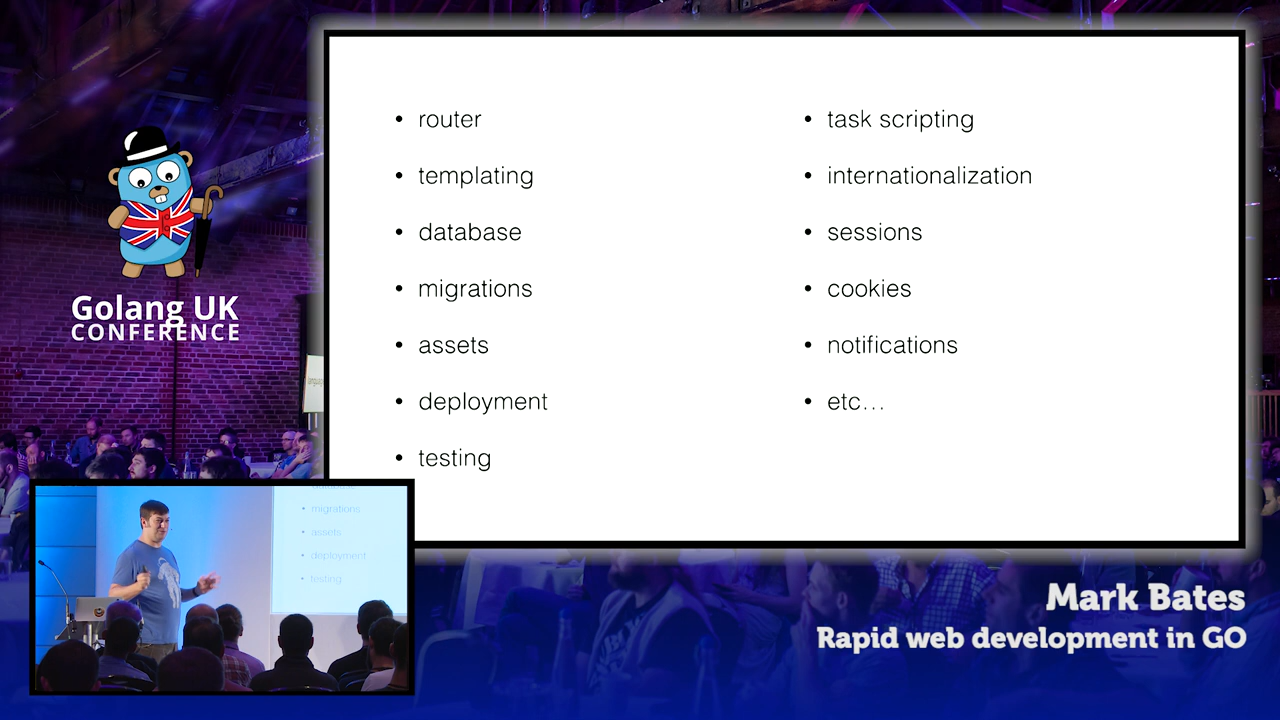 Golang UK
CONFERENCE
• router
• templating
• database
• migrations
• assets
• deployment
• testing
• task scripting
• internationalization
• sessions
• cookies
• notifications
• etc...
• migrations
• assets
• deployment
• testing
Mark Bates
Rapid web development in GO